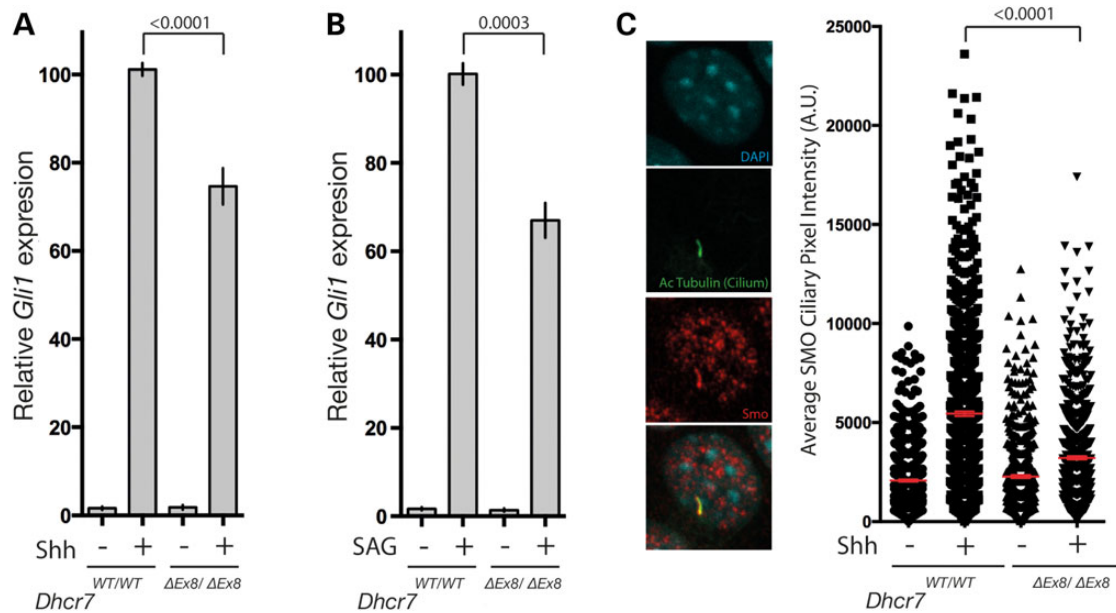 A
<0.0001
Relative Gli1 expresion
100
80
60
40
20
0
Shh - + - +
WT/WT ΔEx8/ ΔEx8
Dhcr7
B
0.0003
Relative Gli1 expression
100
80
60
40
20
0
SAG - + - +
WT/WT ΔEx8/ ΔEx8
Dhcr7
C
DAPI
Ac Tubulin (Cilium)
Smo
<0.0001
Average SMO Ciliary Pixel Intensity (A.U.)
25000
20000
15000
10000
5000
0
Shh - + - +
WT/WT ΔEx8/ ΔEx8
Dhcr7